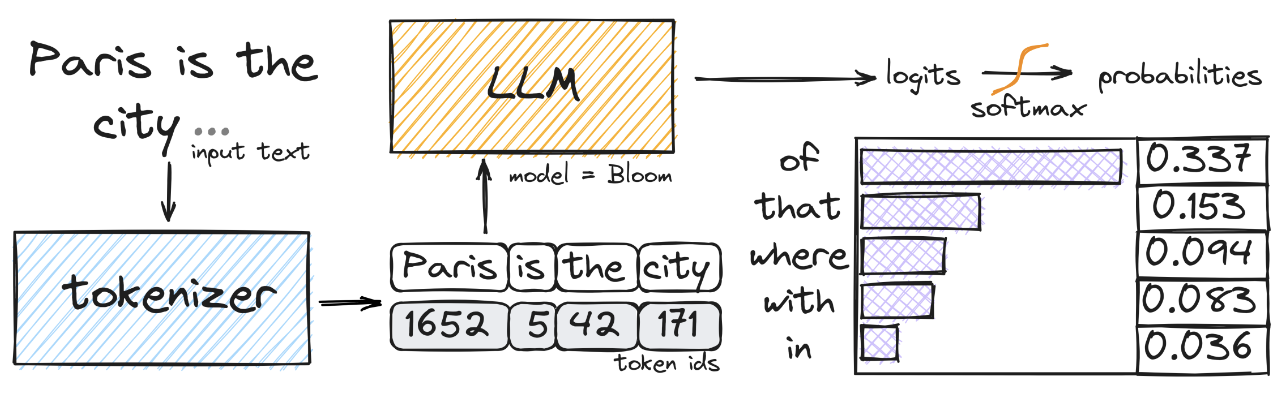 Paris is the
city ...
input text
tokenizer
Paris is the city
1652 5 42 171
token ids
LLM
model = Bloom
logits
softmax
probabilities
of 0.337
that 0.153
where 0.094
with 0.083
in 0.036